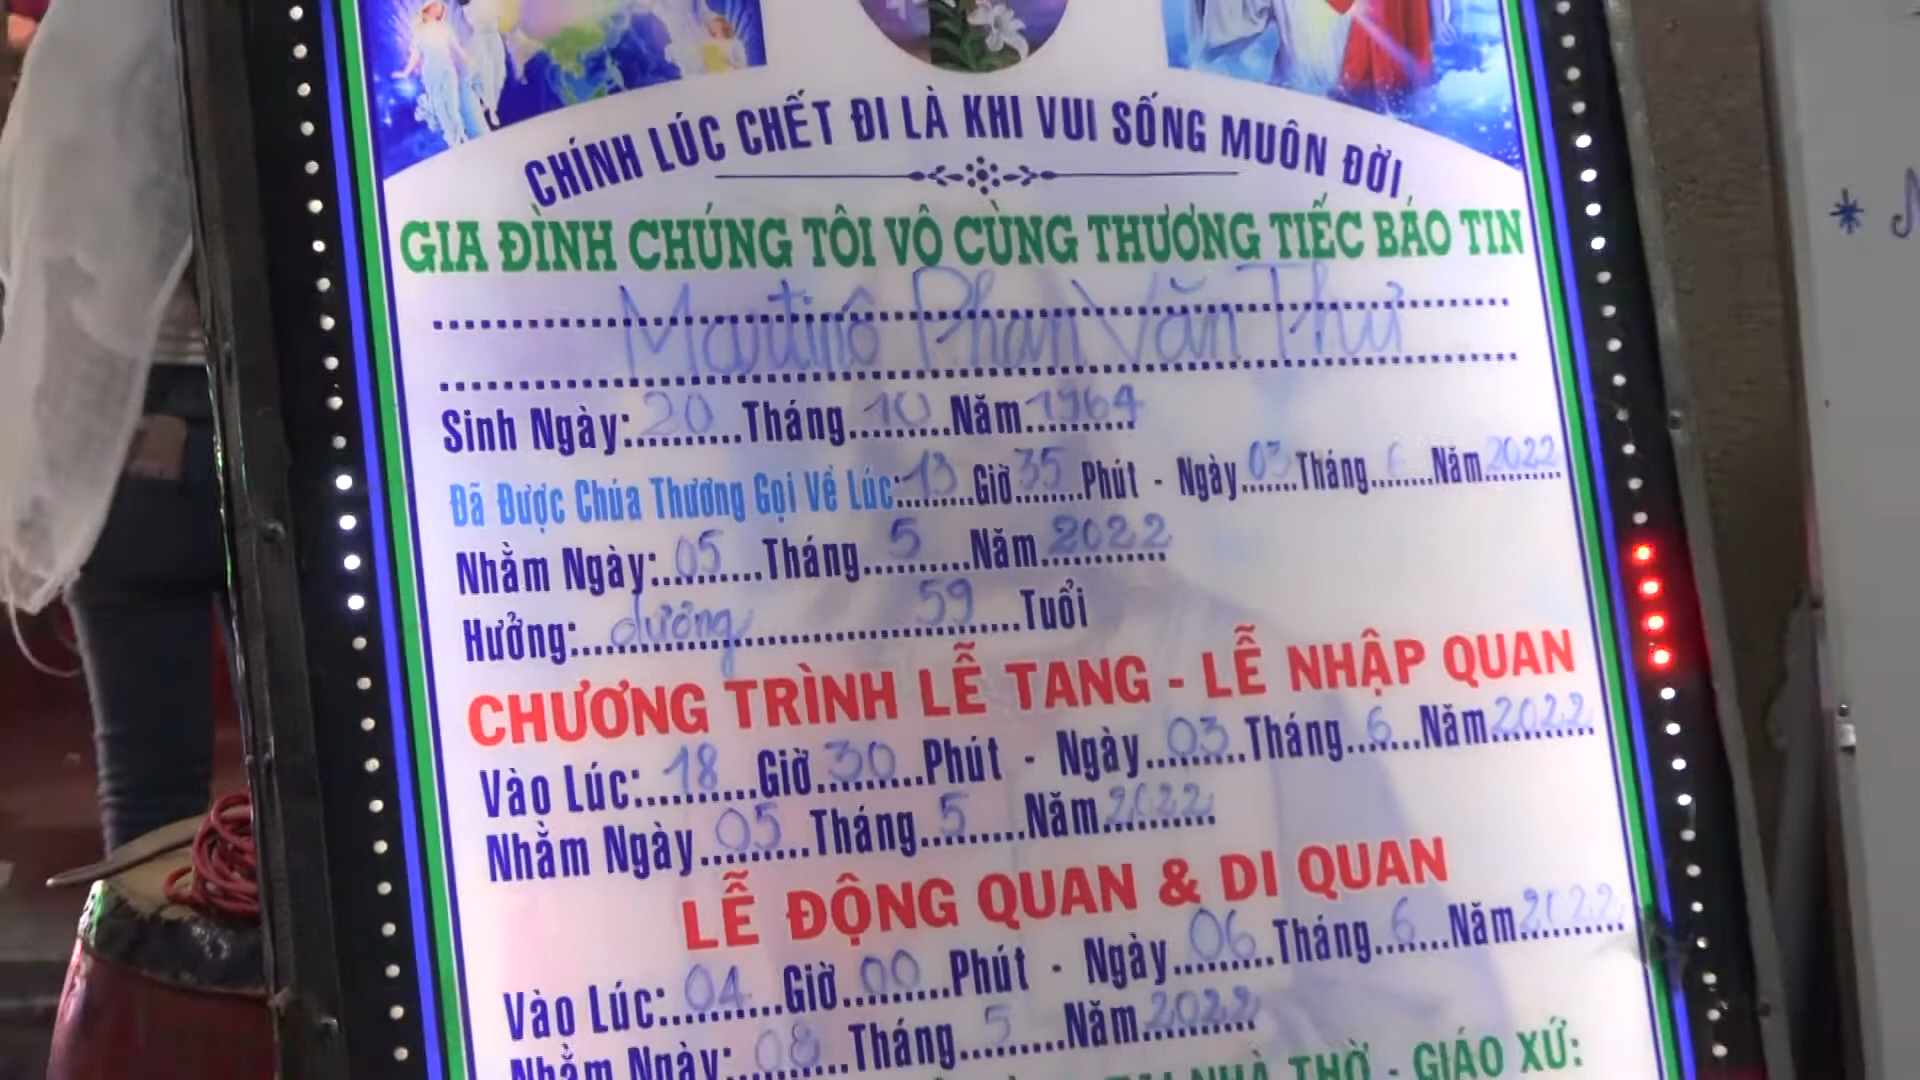 CHÍNH LÚC CHẾT ĐI LÀ KHI VUI SỐNG MUÔN ĐỜI
GIA ĐÌNH CHÚNG TÔI VÔ CÙNG THƯƠNG TIẾC BÁO TIN
Martinô Phan Văn Thư
Sinh Ngày: 20 Tháng 10 Năm 1964
Đã Được Chúa Thương Gọi Về Lúc: 13 Giờ 35 Phút - Ngày 03 Tháng 6 Năm 2022
Nhằm Ngày: 05 Tháng 5 Năm 2022
Hưởng: dương 59 Tuổi
CHƯƠNG TRÌNH LỄ TANG - LỄ NHẬP QUAN
Vào Lúc: 18 Giờ 30 Phút - Ngày 03 Tháng 6 Năm 2022
Nhằm Ngày 05 Tháng 5 Năm 2022
LỄ ĐỘNG QUAN & DI QUAN
Vào Lúc: 04 Giờ 00 Phút - Ngày 06 Tháng 6 Năm 2022
Nhằm Ngày: 08 Tháng 5 Năm 2022
NHÀ THỜ - GIÁO XỨ: